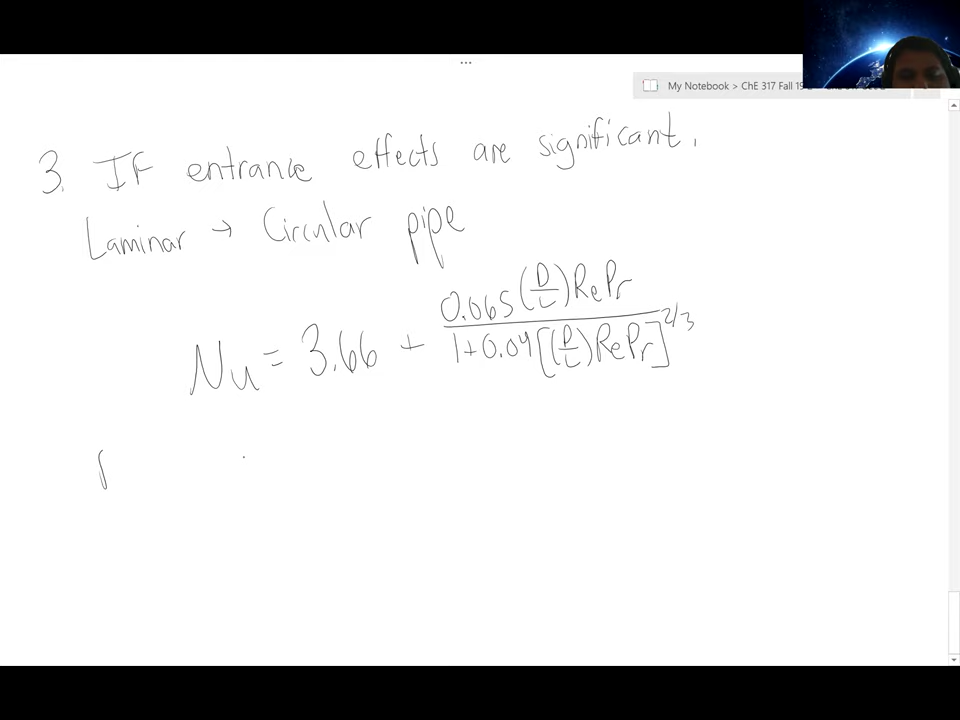 ...
My Notebook > ChE 317 Fall 19
3. IF entrance effects are significant.
Laminar → Circular pipe
Nu = 3.66 + 0.065 (D/L) Re Pr / 1+0.04 [(D/L) Re Pr]^2/3